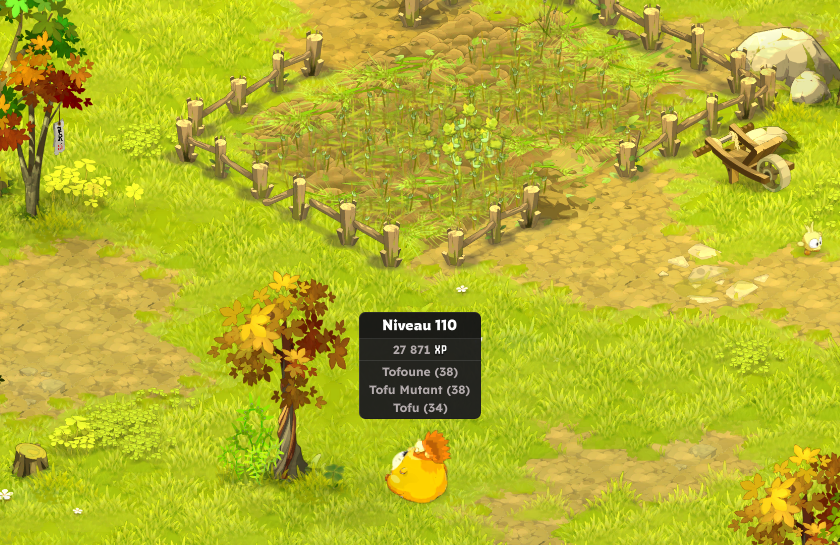 Niveau 110
27 871 XP
Tofoune (38)
Tofu Mutant (38)
Tofu (34)